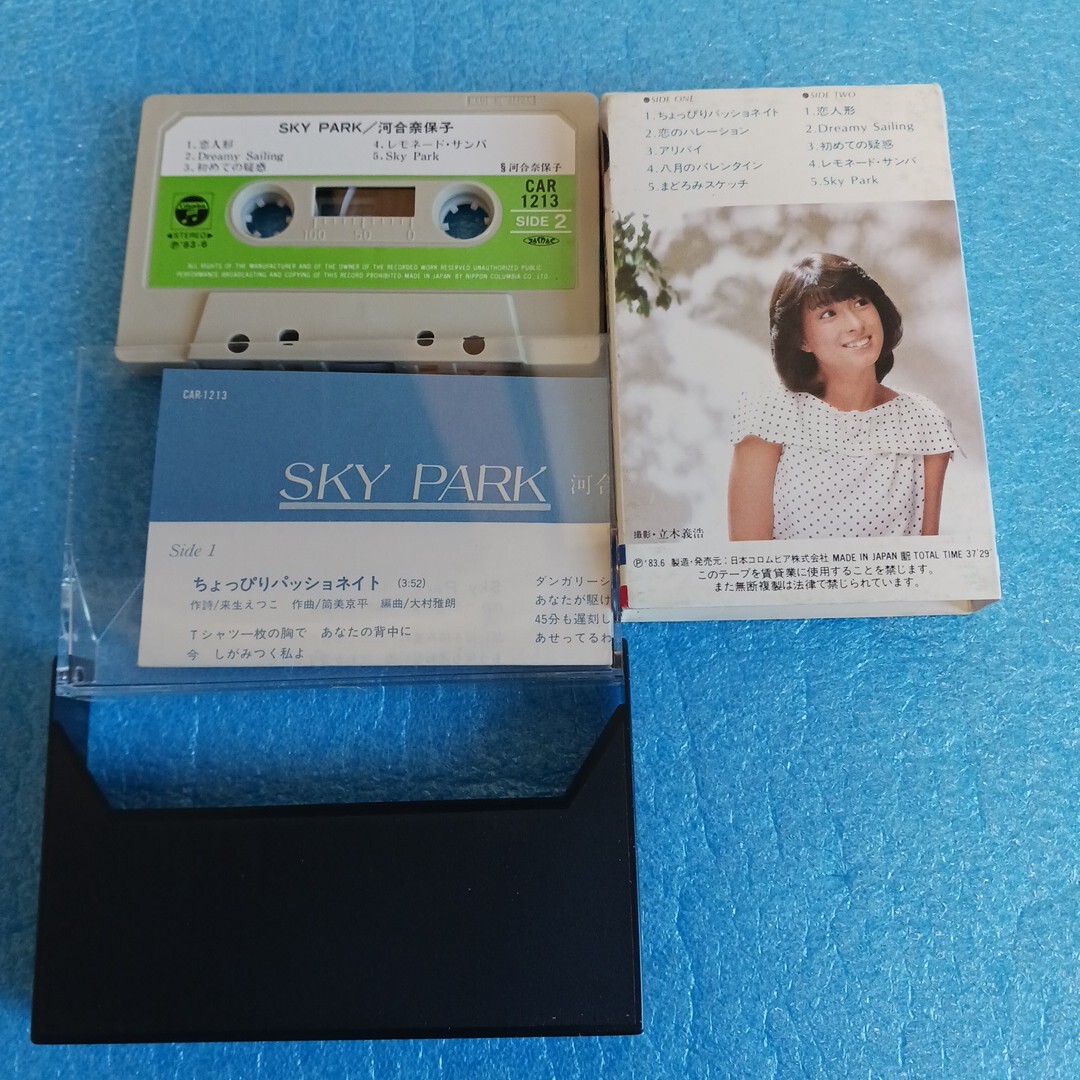 SKY PARK／河合奈保子
1. 恋人形
2. Dreamy Sailing
3. 初めての疑惑
4. レモネード・サンバ
5. Sky Park
§河合奈保子
CAR
1213
SIDE 2
Columbia
◀STEREO▶
Ⓟ'83-6
100 50 0
ALL RIGHTS OF THE MANUFACTURER AND OF THE OWNER OF THE RECORDED WORK RESERVED UNAUTHORIZED PUBLIC
PERFORMANCE BROADCASTING AND COPYING OF THIS RECORD PROHIBITED MADE IN JAPAN BY NIPPON COLUMBIA CO. LTD.
●SIDE ONE
1. ちょっぴりパッショネイト
2. 恋のハレーション
3. アリバイ
4. 八月のバレンタイン
5. まどろみスケッチ
●SIDE TWO
1. 恋人形
2. Dreamy Sailing
3. 初めての疑惑
4. レモネード・サンバ
5. Sky Park
撮影・立木義浩
Ⓟ'83.6 製造・発売元：日本コロムビア株式会社 MADE IN JAPAN TOTAL TIME 37'29"
このテープを賃貸業に使用することを禁じます。
また無断複製は法律で禁じられています。
CAR-1213
SKY PARK 河合
Side 1
ちょっぴりパッショネイト (3:52)
作詩/来生えつこ 作曲/筒美京平 編曲/大村雅朗
Tシャツ一枚の胸で あなたの背中に
今 しがみつく私よ
ダンガリーシ
あなたが駆け
45分も遅刻し
あせってるわ